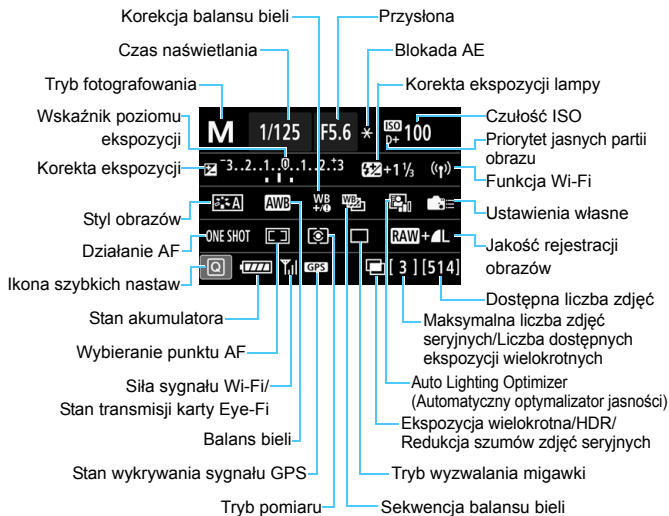 Korekcja balansu bieli
Przysłona
Czas naświetlania
Blokada AE
Tryb fotografowania
Korekta ekspozycji lampy
Wskaźnik poziomu
ekspozycji
Czułość ISO
Priorytet jasnych partii
obrazu
Korekta ekspozycji
Funkcja Wi-Fi
M 1/125 F5.6 * ISO D+ 100
-3..2..1..0..1..2.+3 +1 1/3
A AWB WB +/- WB
ONE SHOT RAW+L
Q GPS [ 3 ] [514]
Styl obrazów
Ustawienia własne
Działanie AF
Jakość rejestracji
obrazów
Ikona szybkich nastaw
Dostępna liczba zdjęć
Stan akumulatora
Maksymalna liczba zdjęć
seryjnych/Liczba dostępnych
ekspozycji wielokrotnych
Wybieranie punktu AF
Siła sygnału Wi-Fi/
Stan transmisji karty Eye-Fi
Auto Lighting Optimizer
(Automatyczny optymalizator jasności)
Balans bieli
Ekspozycja wielokrotna/HDR/
Redukcja szumów zdjęć seryjnych
Stan wykrywania sygnału GPS
Tryb wyzwalania migawki
Tryb pomiaru
Sekwencja balansu bieli